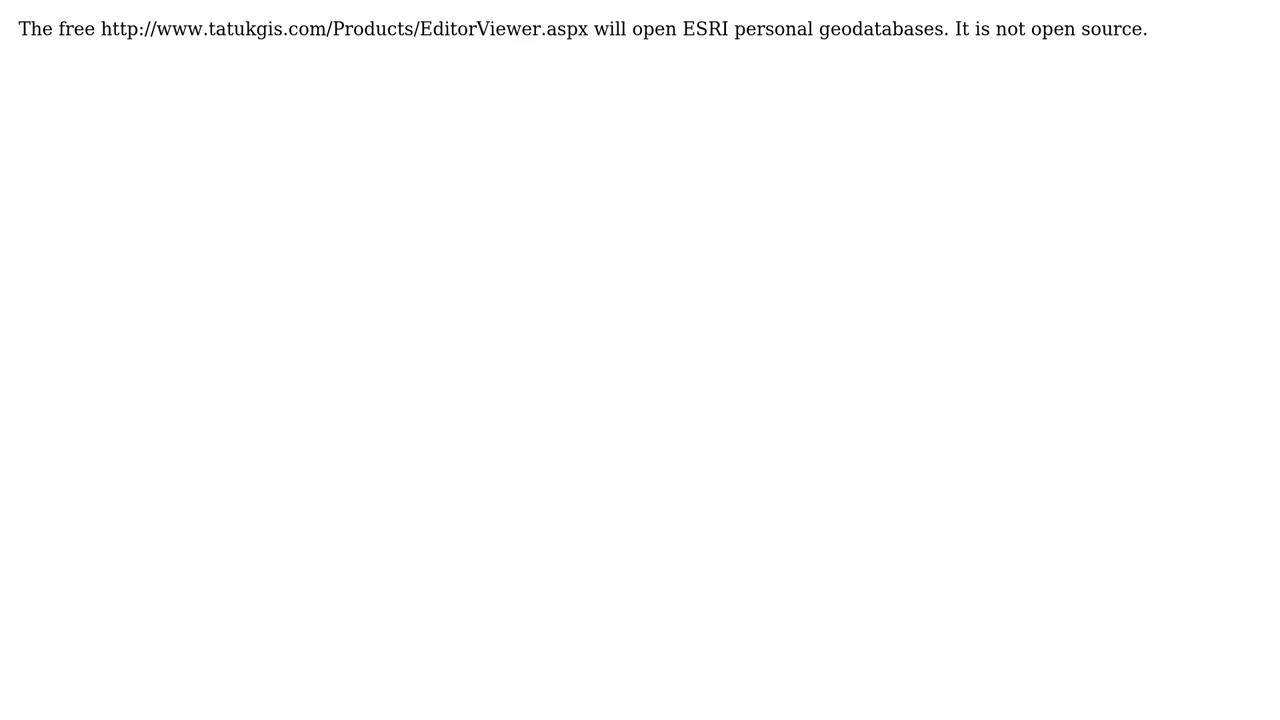 The free http://www.tatukgis.com/Products/EditorViewer.aspx will open ESRI personal geodatabases. It is not open source.